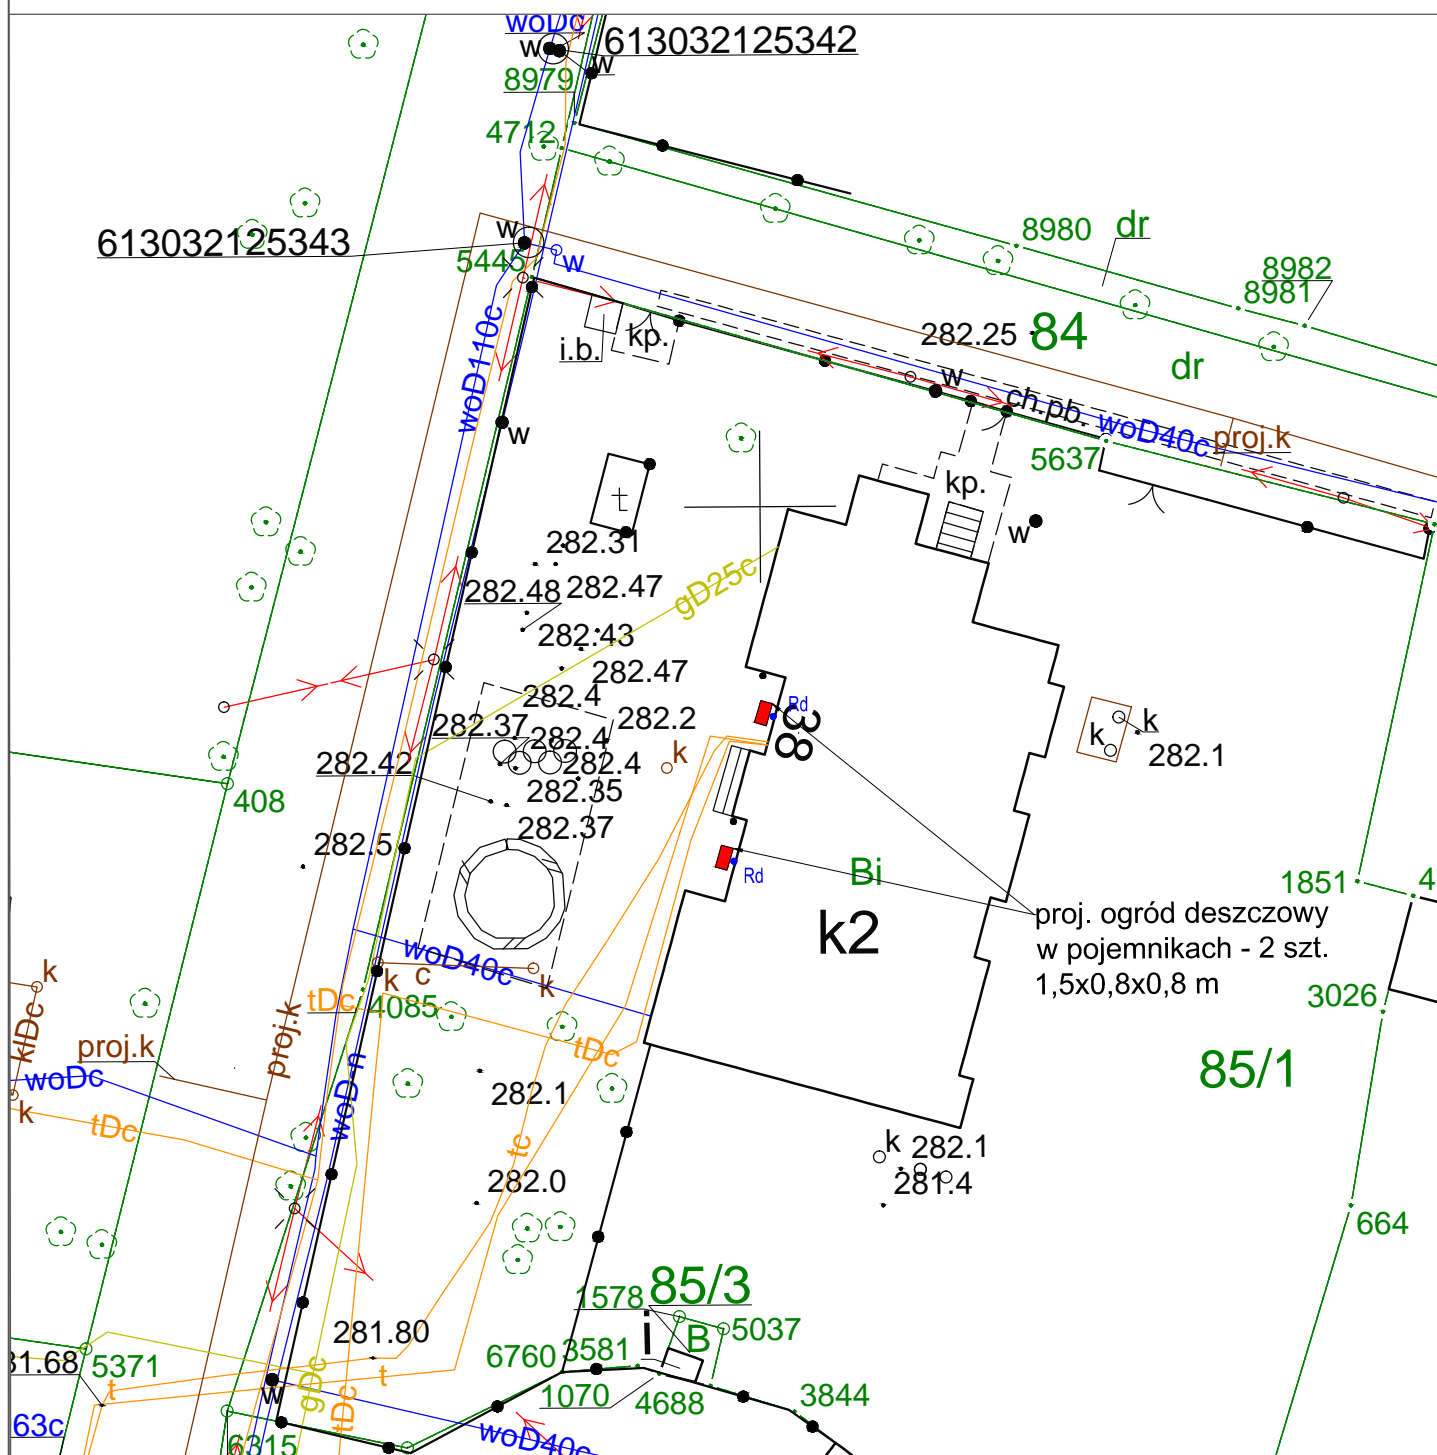 woDc
w
613032125342
w
8979
4712
613032125343
w
5445
w
8980
dr
8982
8981
282.25
84
dr
i.b.
kp.
woD110c
w
w
ch.pb.
woD40c
proj.k
5637
kp.
w
t
282.31
282.48
282.47
gD25c
282.43
282.47
282.4
282.37
282.4
282.2
282.42
282.4
k
282.35
282.37
Rd
38
k
k
282.1
408
282.5
Rd
Bi
k2
proj. ogród deszczowy
w pojemnikach - 2 szt.
1,5x0,8x0,8 m
1851
4
3026
85/1
664
woD40c
k
c
k
tDc
4085
tDc
k
klDc
proj.k
proj.k
woDc
k
tDc
woD-n
282.1
tc
282.0
k
282.1
281.4
85/3
1578
5037
B
3581
6760
1070
4688
3844
281.80
t
31.68
5371
t
gDc
tDc
w
63c
6315
woD40c